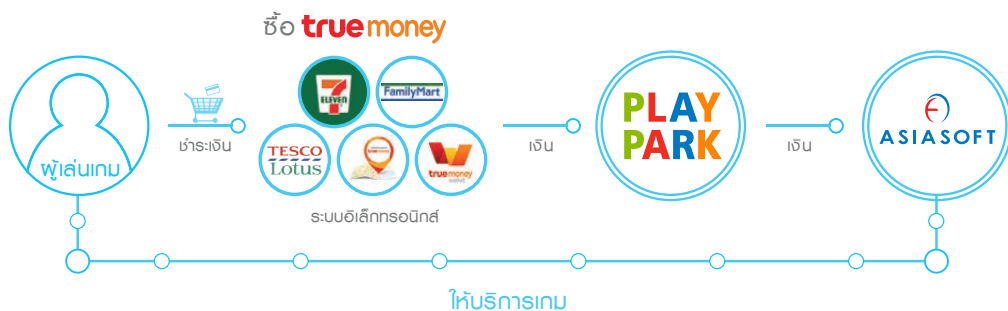 ซื้อ truemoney
7
ELEVEN
FamilyMart
TESCO
Lotus
truemoney
ผู้เล่นเกม
ชำระเงิน
ระบบอิเล็กทรอนิกส์
เงิน
PLAY
PARK
เงิน
ASIASOFT
ให้บริการเกม